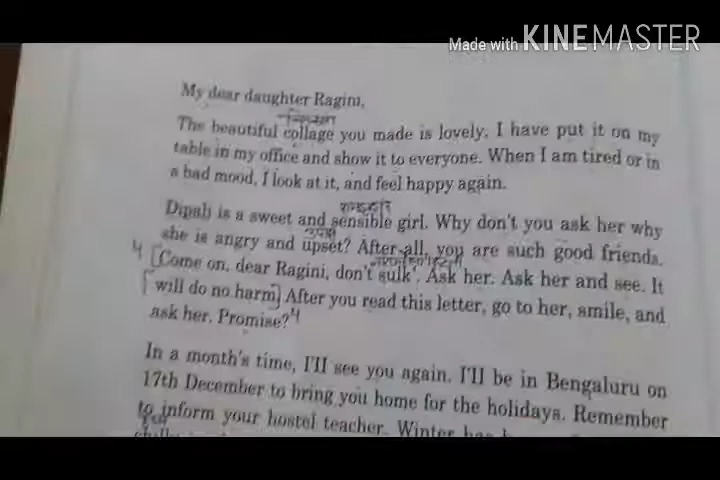 Made with KINEMASTER
My dear daughter Ragini,
The beautiful collage you made is lovely. I have put it on my
table in my office and show it to everyone. When I am tired or in
a bad mood, I look at it, and feel happy again.
Dipali is a sweet and sensible girl. Why don't you ask her why
she is angry and upset? After all, you are such good friends.
4 [Come on, dear Ragini, don't sulk'. Ask her. Ask her and see. It
[will do no harm] After you read this letter, go to her, smile, and
ask her. Promise? 4
In a month's time, I'll see you again. I'll be in Bengaluru on
17th December to bring you home for the holidays. Remember
to inform your hostel teacher. Winter has